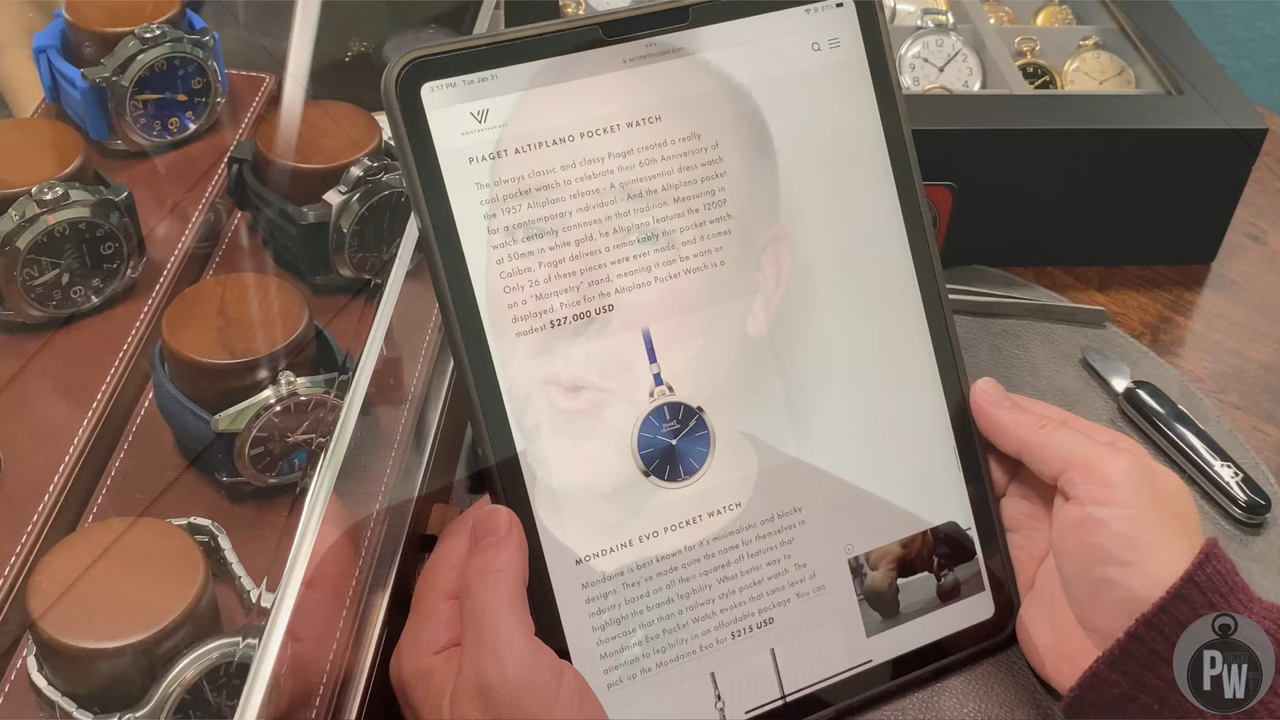 3:17 PM Tue Jan 31
83%
WRISTENTHUSIAST
PIAGET ALTIPLANO POCKET WATCH
The always classic and classy Piaget created a really
cool pocket watch to celebrate their 60th Anniversary of
the 1957 Altiplano release - A quintessential dress watch
for a contemporary individual - And the Altiplano pocket
watch certainly continues in that tradition. Measuring in
at 50mm in white gold, he Altiplano features the 1200P
Calibre, Piaget delivers a remarkably thin pocket watch.
Only 26 of these pieces were ever made, and it comes
on a "Marquetry" stand, meaning it can be worn or
displayed. Price for the Altiplano Pocket Watch is a
modest $27,000 USD
PIAGET
MONDAINE EVO POCKET WATCH
Mondaine is best known for it's minimalistic and blocky
designs. They've made quite the name for themselves in
industry based on all their squared-off features that
highlight the brands legibility. What better way to
showcase that than a railway style pocket watch. The
Mondaine Evo Pocket Watch evokes that same level of
attention to legibility in an affordable package. You can
pick up the Mondaine Evo for $215 USD
PW